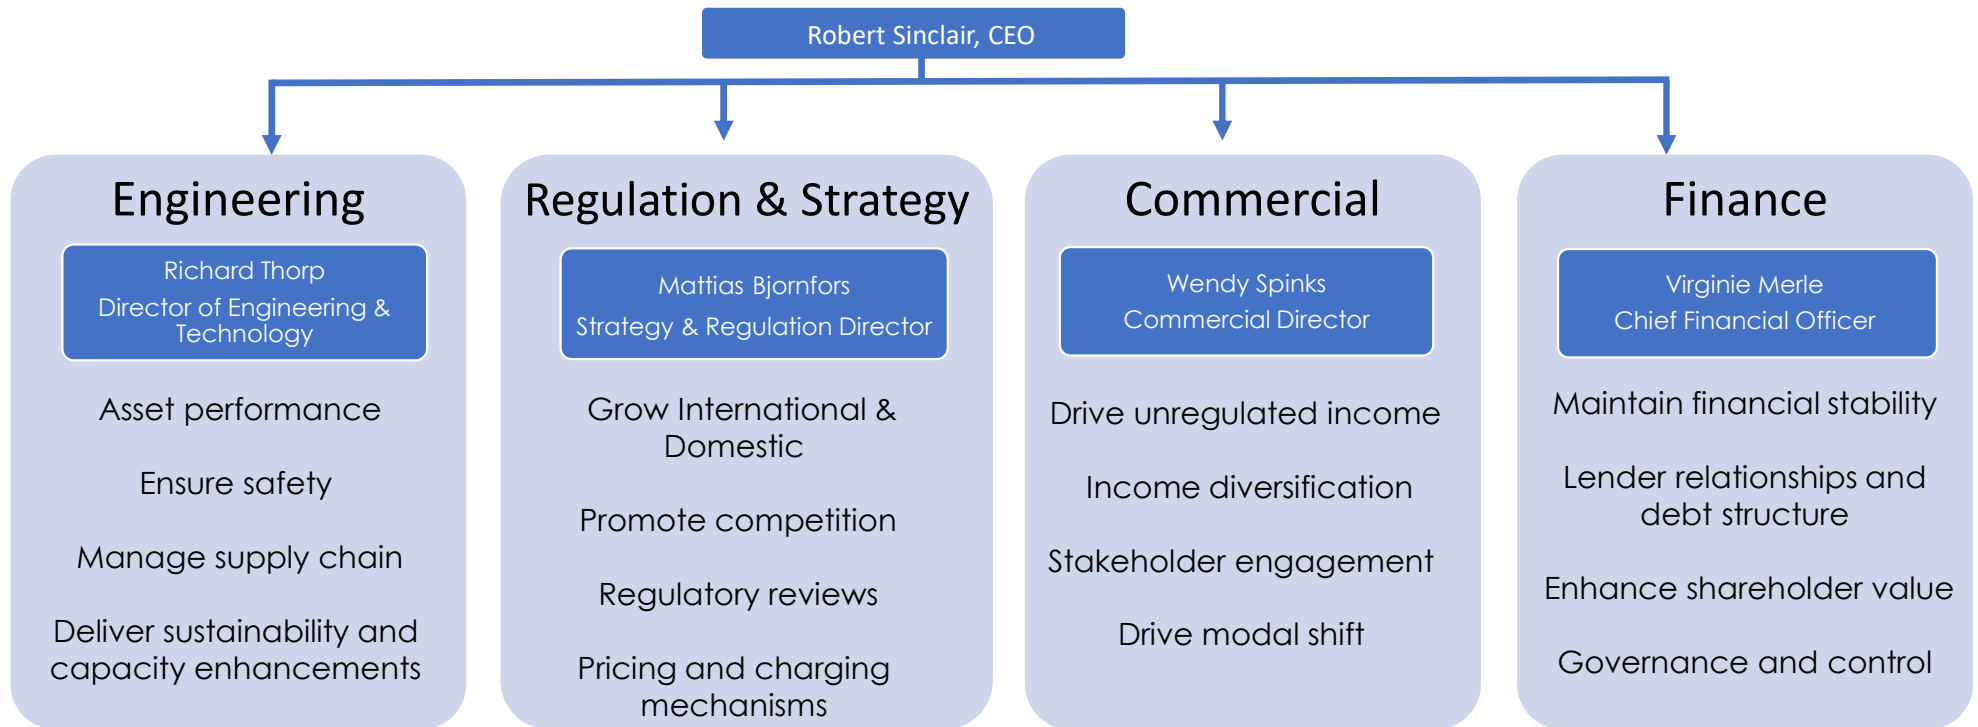 Robert Sinclair, CEO
Engineering
Richard Thorp
Director of Engineering &
Technology
Asset performance
Ensure safety
Manage supply chain
Deliver sustainability and
capacity enhancements
Regulation & Strategy
Mattias Bjornfors
Strategy & Regulation Director
Grow International &
Domestic
Promote competition
Regulatory reviews
Pricing and charging
mechanisms
Commercial
Wendy Spinks
Commercial Director
Drive unregulated income
Income diversification
Stakeholder engagement
Drive modal shift
Finance
Virginie Merle
Chief Financial Officer
Maintain financial stability
Lender relationships and
debt structure
Enhance shareholder value
Governance and control